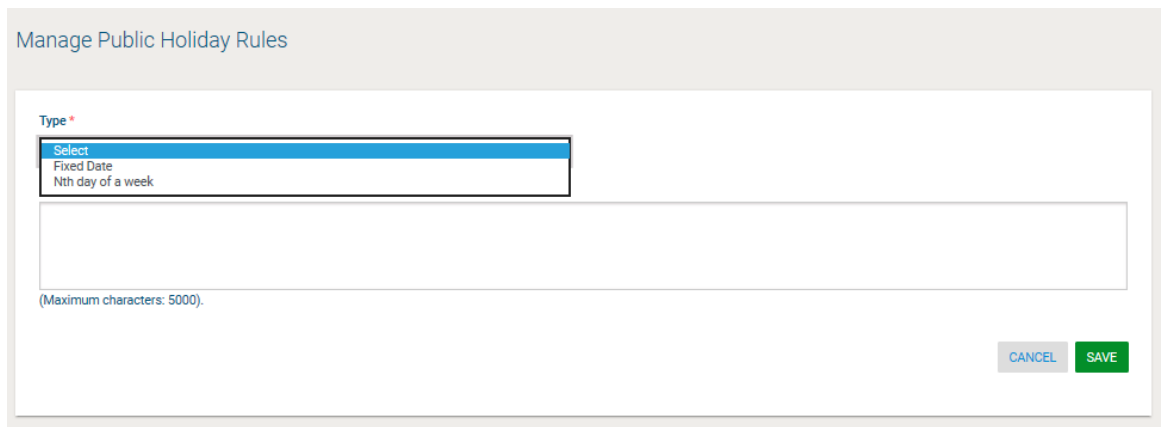 Manage Public Holiday Rules
Type *
Select
Fixed Date
Nth day of a week
(Maximum characters: 5000).
CANCEL SAVE